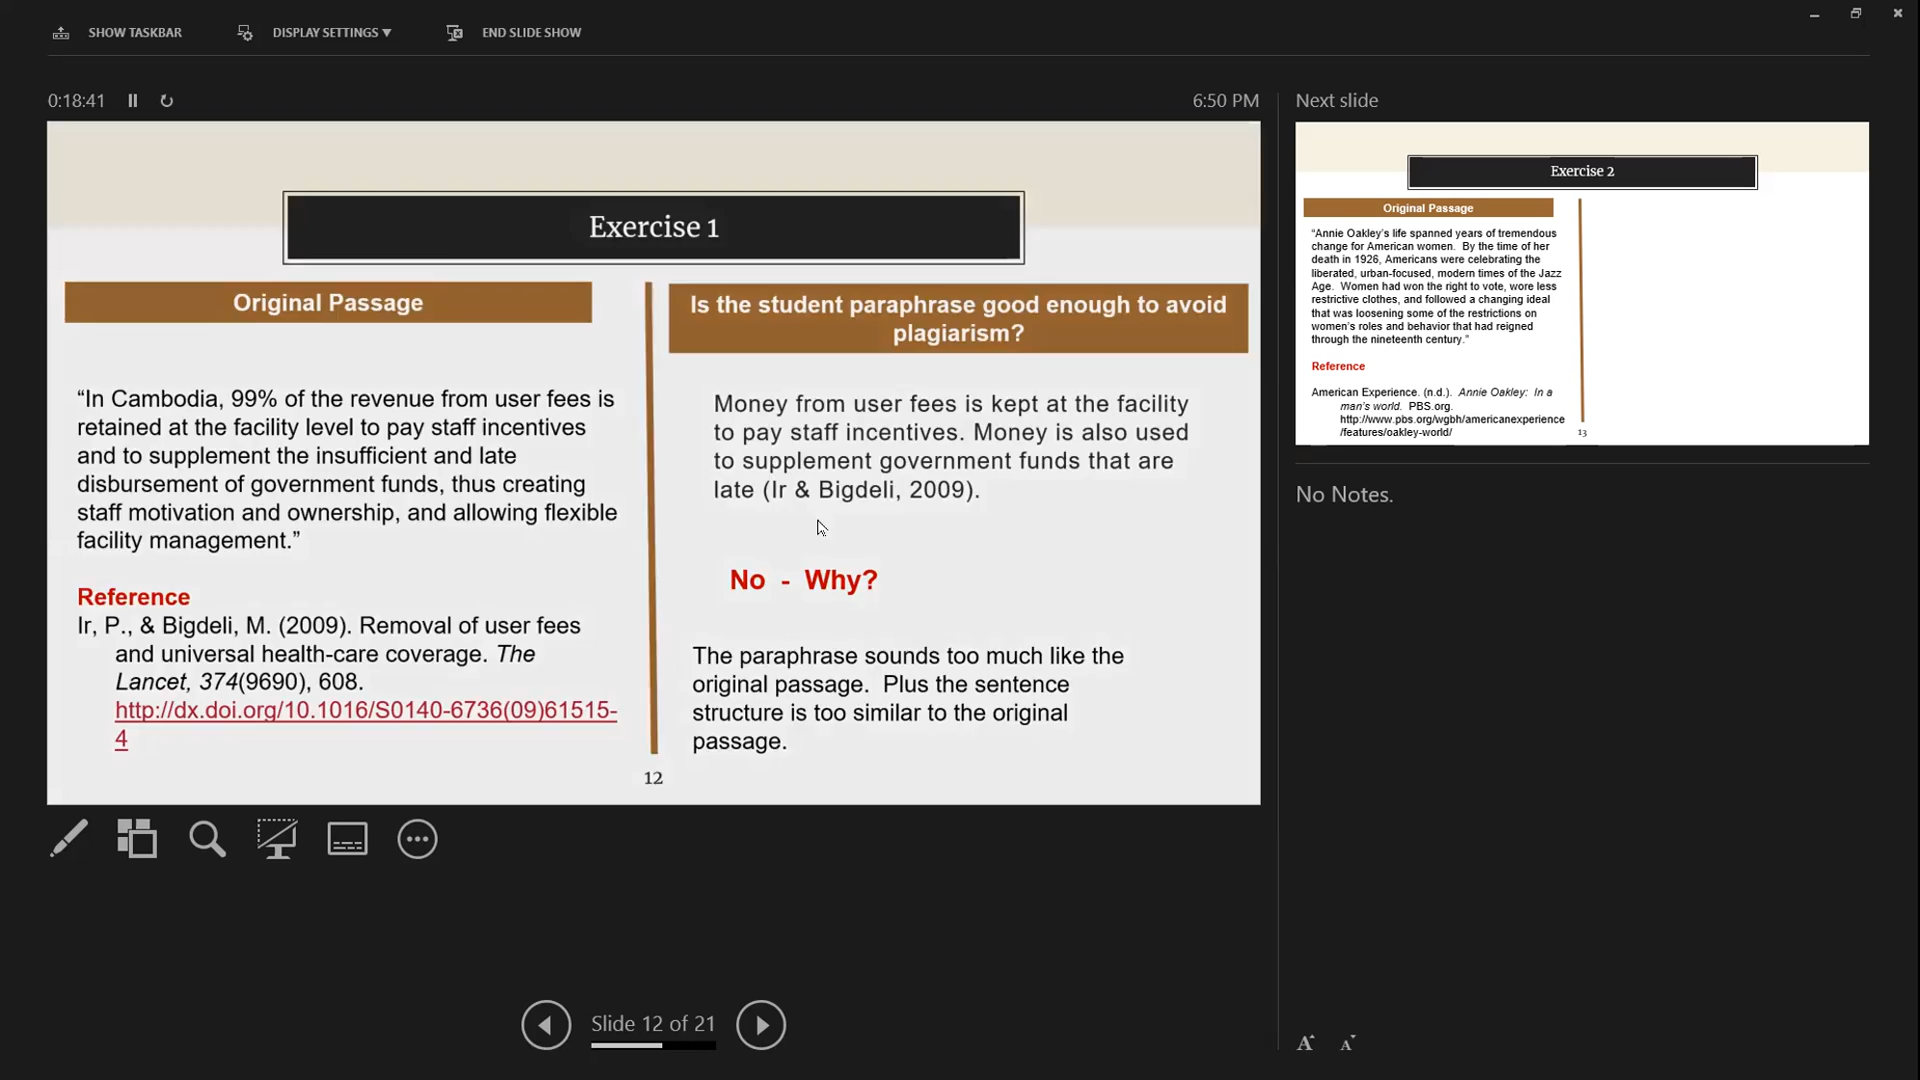 SHOW TASKBAR
DISPLAY SETTINGS ▼
END SLIDE SHOW
0:18:41
6:50 PM
Exercise 1
Original Passage
“In Cambodia, 99% of the revenue from user fees is
retained at the facility level to pay staff incentives
and to supplement the insufficient and late
disbursement of government funds, thus creating
staff motivation and ownership, and allowing flexible
facility management.”
Reference
Ir, P., & Bigdeli, M. (2009). Removal of user fees
and universal health-care coverage. The
Lancet, 374(9690), 608.
http://dx.doi.org/10.1016/S0140-6736(09)61515-
4
Is the student paraphrase good enough to avoid
plagiarism?
Money from user fees is kept at the facility
to pay staff incentives. Money is also used
to supplement government funds that are
late (Ir & Bigdeli, 2009).
No - Why?
The paraphrase sounds too much like the
original passage. Plus the sentence
structure is too similar to the original
passage.
12
Slide 12 of 21
Next slide
Exercise 2
Original Passage
“Annie Oakley’s life spanned years of tremendous
change for American women. By the time of her
death in 1926, Americans were celebrating the
liberated, urban-focused, modern times of the Jazz
Age. Women had won the right to vote, wore less
restrictive clothes, and followed a changing ideal
that was loosening some of the restrictions on
women’s roles and behavior that had reigned
through the nineteenth century.”
Reference
American Experience. (n.d.). Annie Oakley: In a
man’s world. PBS.org.
http://www.pbs.org/wgbh/americanexperience
/features/oakley-world/
13
No Notes.
A A